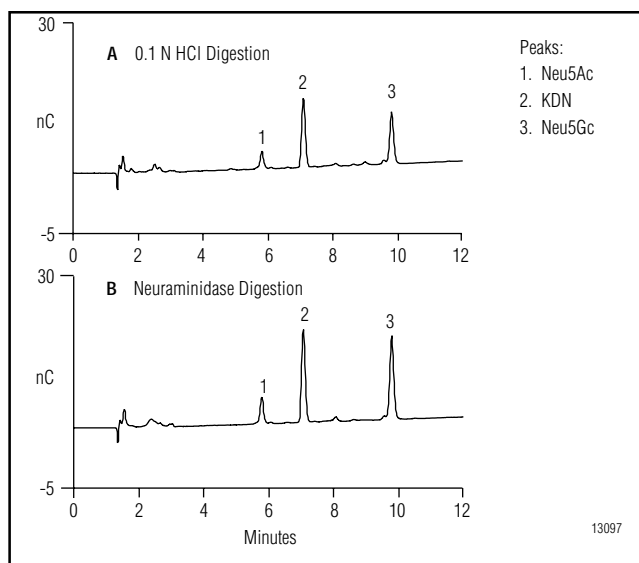 30
A 0.1 N HCl Digestion
Peaks:
1. Neu5Ac
2. KDN
3. Neu5Gc
nC
1
2
3
-5
0 2 4 6 8 10 12
30
B Neuraminidase Digestion
nC
1
2
3
-5
0 2 4 6 8 10 12
Minutes
13097